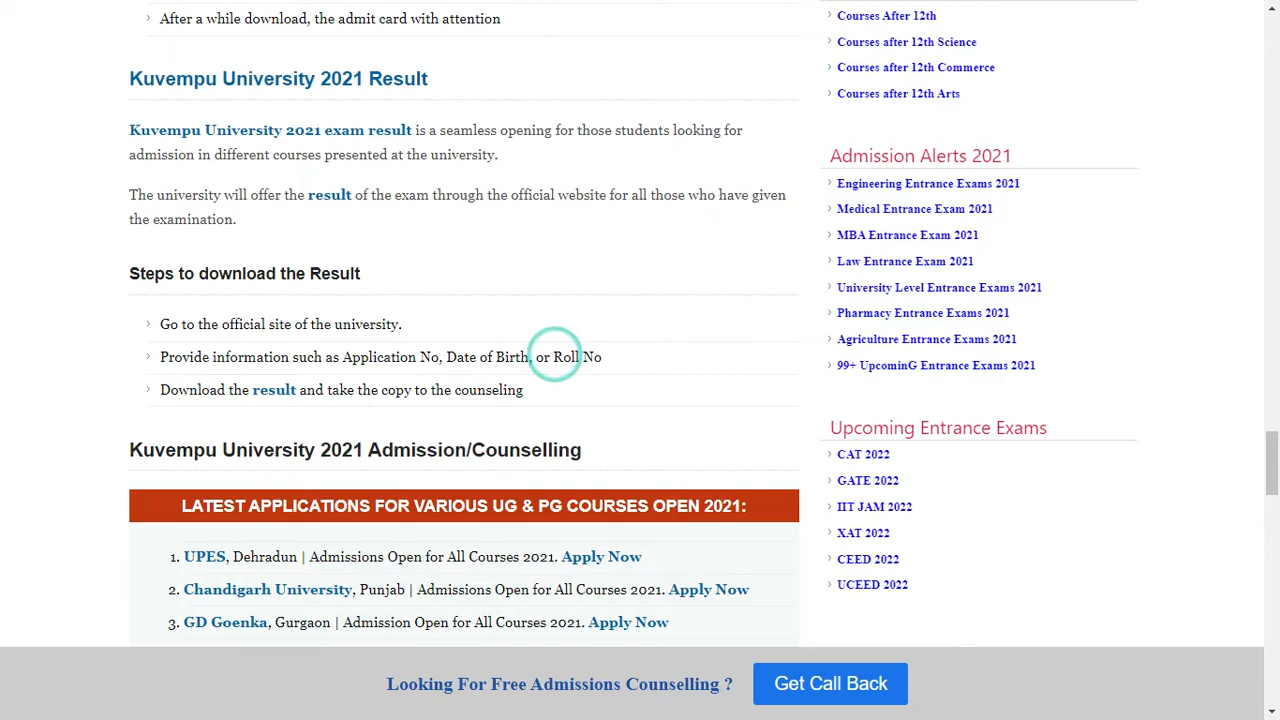 After a while download, the admit card with attention
Kuvempu University 2021 Result
Kuvempu University 2021 exam result is a seamless opening for those students looking for
admission in different courses presented at the university.
The university will offer the result of the exam through the official website for all those who have given
the examination.
Steps to download the Result
Go to the official site of the university.
Provide information such as Application No, Date of Birth, or Roll No
Download the result and take the copy to the counseling
Kuvempu University 2021 Admission/Counselling
LATEST APPLICATIONS FOR VARIOUS UG & PG COURSES OPEN 2021:
1. UPES, Dehradun | Admissions Open for All Courses 2021. Apply Now
2. Chandigarh University, Punjab | Admissions Open for All Courses 2021. Apply Now
3. GD Goenka, Gurgaon | Admission Open for All Courses 2021. Apply Now
Courses After 12th
Courses after 12th Science
Courses after 12th Commerce
Courses after 12th Arts
Admission Alerts 2021
Engineering Entrance Exams 2021
Medical Entrance Exam 2021
MBA Entrance Exam 2021
Law Entrance Exam 2021
University Level Entrance Exams 2021
Pharmacy Entrance Exams 2021
Agriculture Entrance Exams 2021
99+ UpcominG Entrance Exams 2021
Upcoming Entrance Exams
CAT 2022
GATE 2022
IIT JAM 2022
XAT 2022
CEED 2022
UCEED 2022
Looking For Free Admissions Counselling ?
Get Call Back